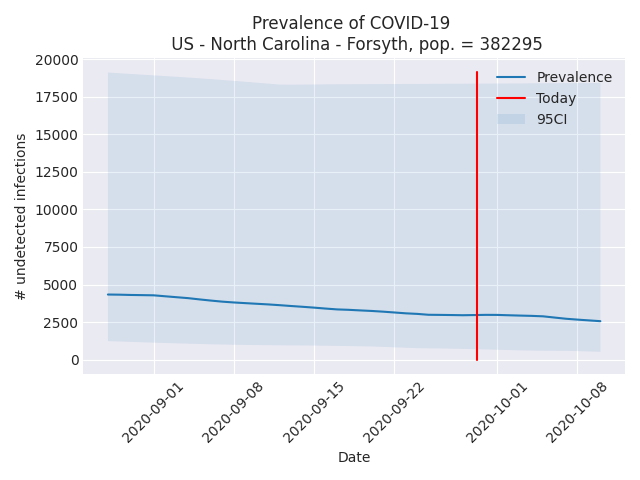 Prevalence of COVID-19
US - North Carolina - Forsyth, pop. = 382295
20000
17500
15000
12500
10000
7500
5000
2500
0
# undetected infections
Prevalence
Today
95CI
2020-09-01
2020-09-08
2020-09-15
2020-09-22
2020-10-01
2020-10-08
Date